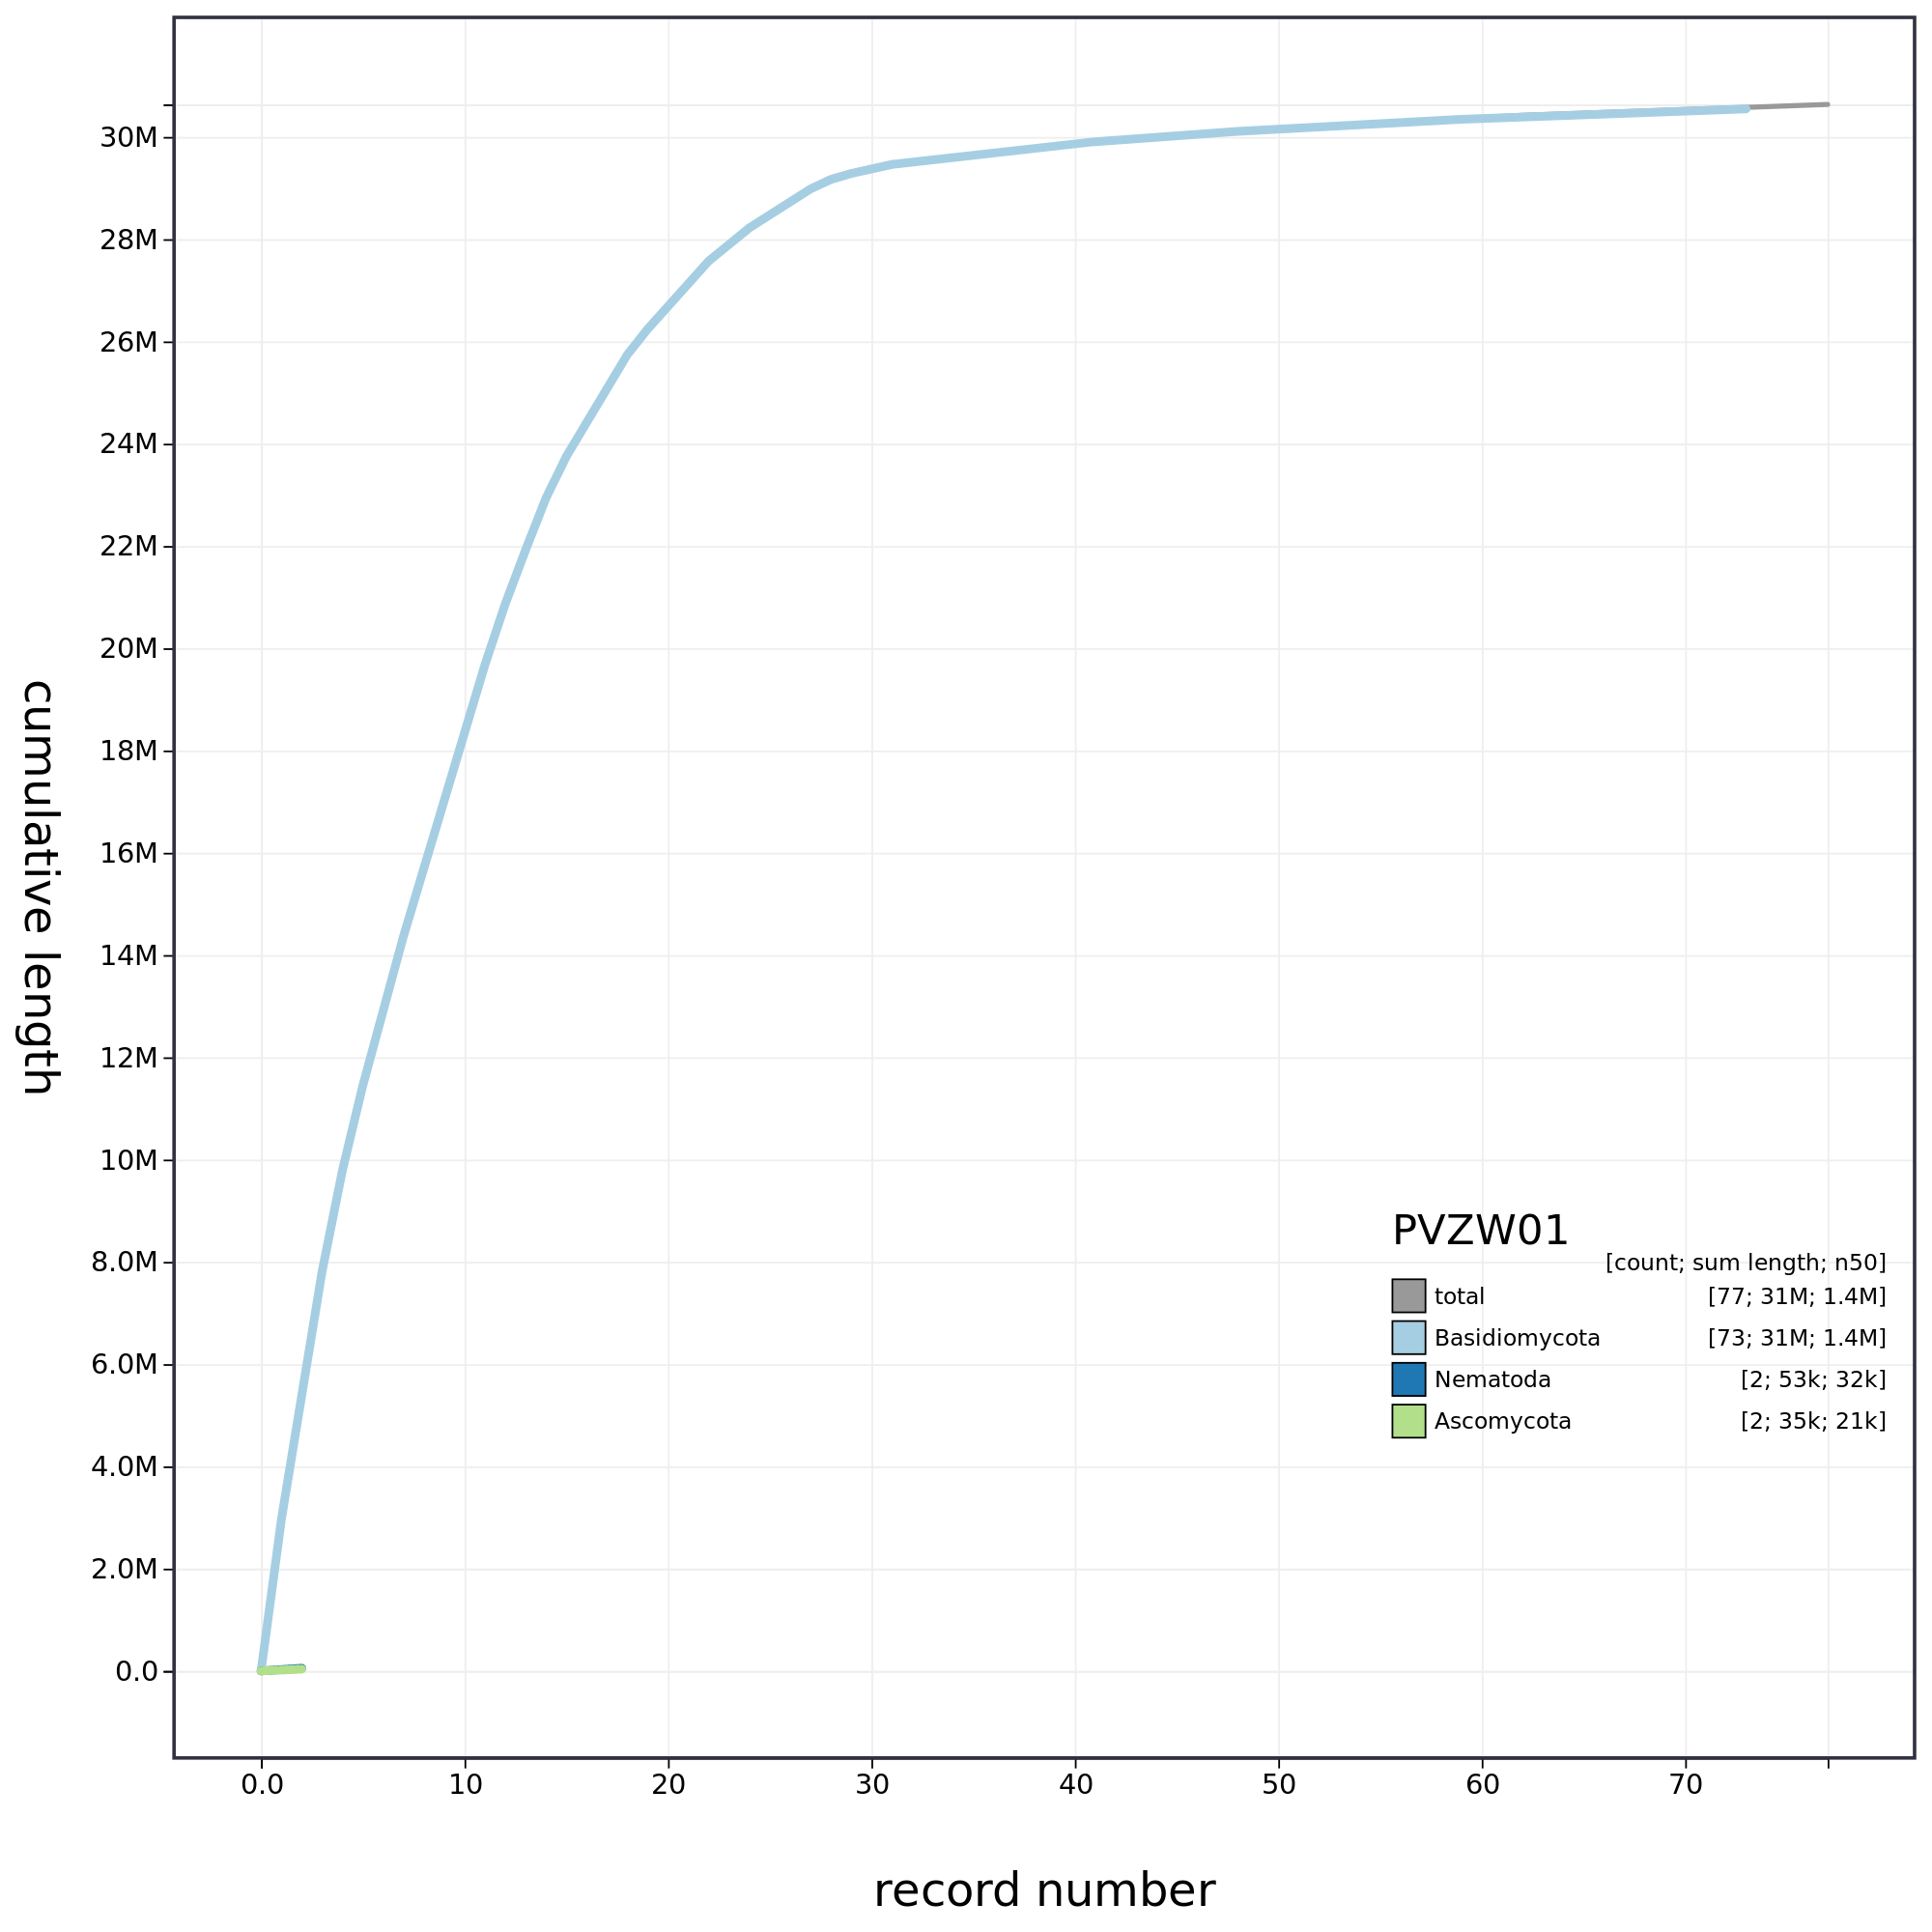 cumulative length
30M
28M
26M
24M
22M
20M
18M
16M
14M
12M
10M
8.0M
6.0M
4.0M
2.0M
0.0
PVZW01
[count; sum length; n50]
total [77; 31M; 1.4M]
Basidiomycota [73; 31M; 1.4M]
Nematoda [2; 53k; 32k]
Ascomycota [2; 35k; 21k]
0.0 10 20 30 40 50 60 70
record number